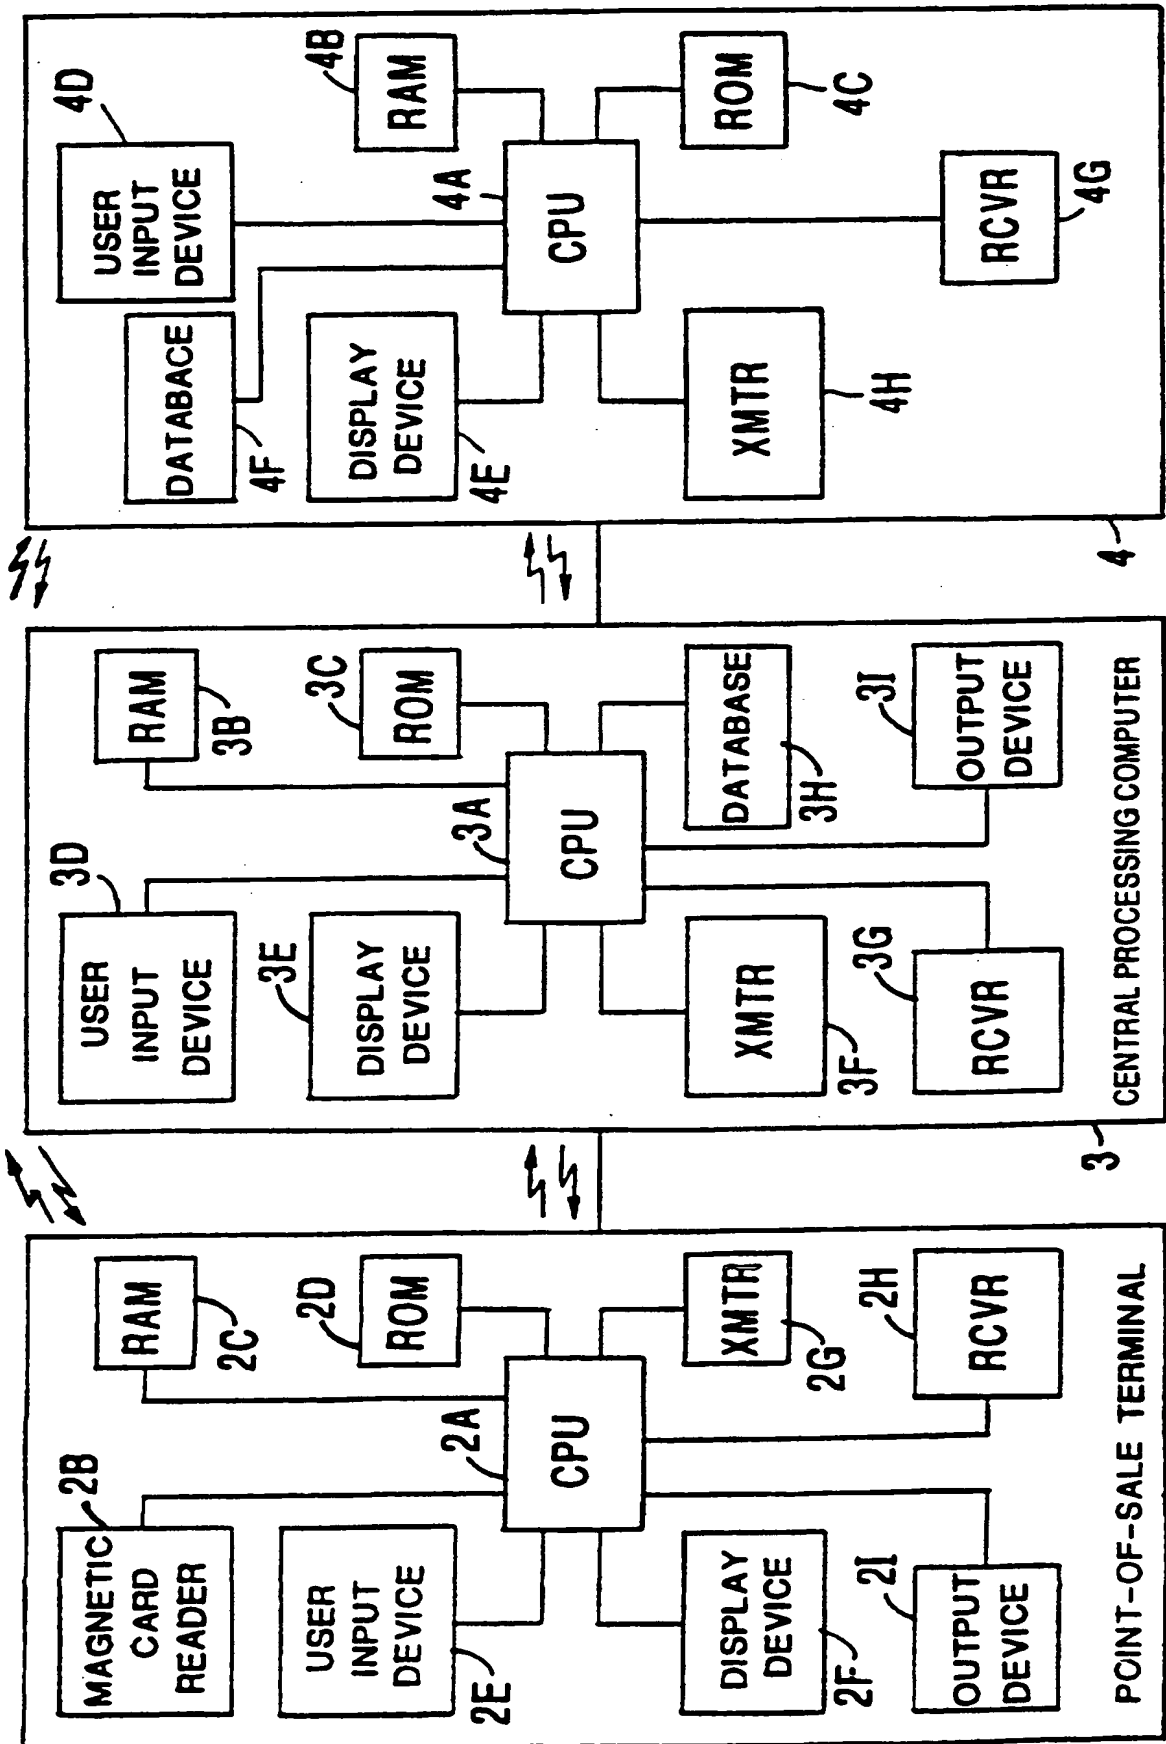 MAGNETIC
CARD
READER
2B
RAM
2C
USER
INPUT
DEVICE
2E
ROM
2D
CPU
2A
DISPLAY
DEVICE
2F
XMTR
2G
OUTPUT
DEVICE
2I
RCVR
2H
POINT-OF-SALE TERMINAL
USER
INPUT
DEVICE
3D
RAM
3B
DISPLAY
DEVICE
3E
ROM
3C
CPU
3A
XMTR
3F
DATABASE
3H
RCVR
3G
OUTPUT
DEVICE
3I
CENTRAL PROCESSING COMPUTER
3
DATABACE
4F
USER
INPUT
DEVICE
4D
DISPLAY
DEVICE
4E
RAM
4B
CPU
4A
XMTR
4H
ROM
4C
RCVR
4G
4